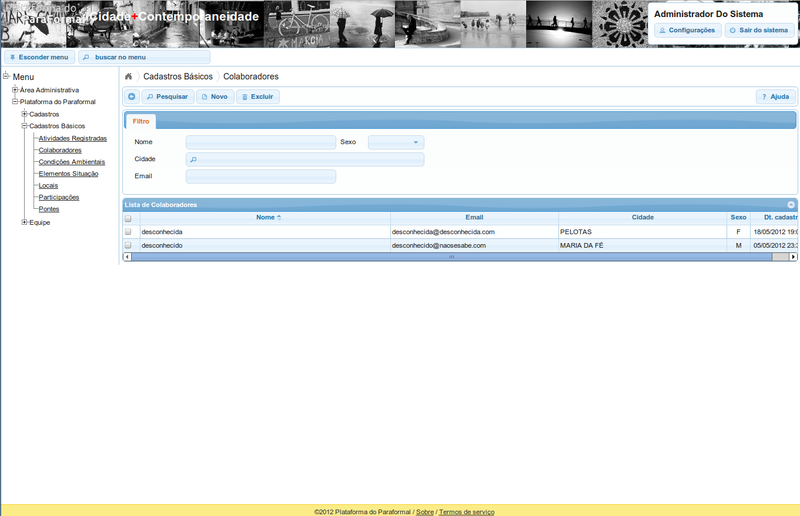 Plataforma do
ParaFormal
Cidade+Contemporaneidade
Administrador Do Sistema
Configurações
Sair do sistema
Esconder menu
buscar no menu
Menu
Área Administrativa
Plataforma do Paraformal
Cadastros
Cadastros Básicos
Atividades Registradas
Colaboradores
Condições Ambientais
Elementos Situação
Locais
Participações
Pontes
Equipe
Cadastros Básicos
Colaboradores
Pesquisar
Novo
Excluir
Ajuda
Filtro
Nome
Sexo
Cidade
Email
Lista de Colaboradores
Nome Email Cidade Sexo Dt. cadastr
desconhecida desconhecida@desconhecida.com PELOTAS F 18/05/2012 19:0
desconhecido desconhecido@naosesabe.com MARIA DA FÉ M 05/05/2012 23:3
©2012 Plataforma do Paraformal / Sobre / Termos de serviço